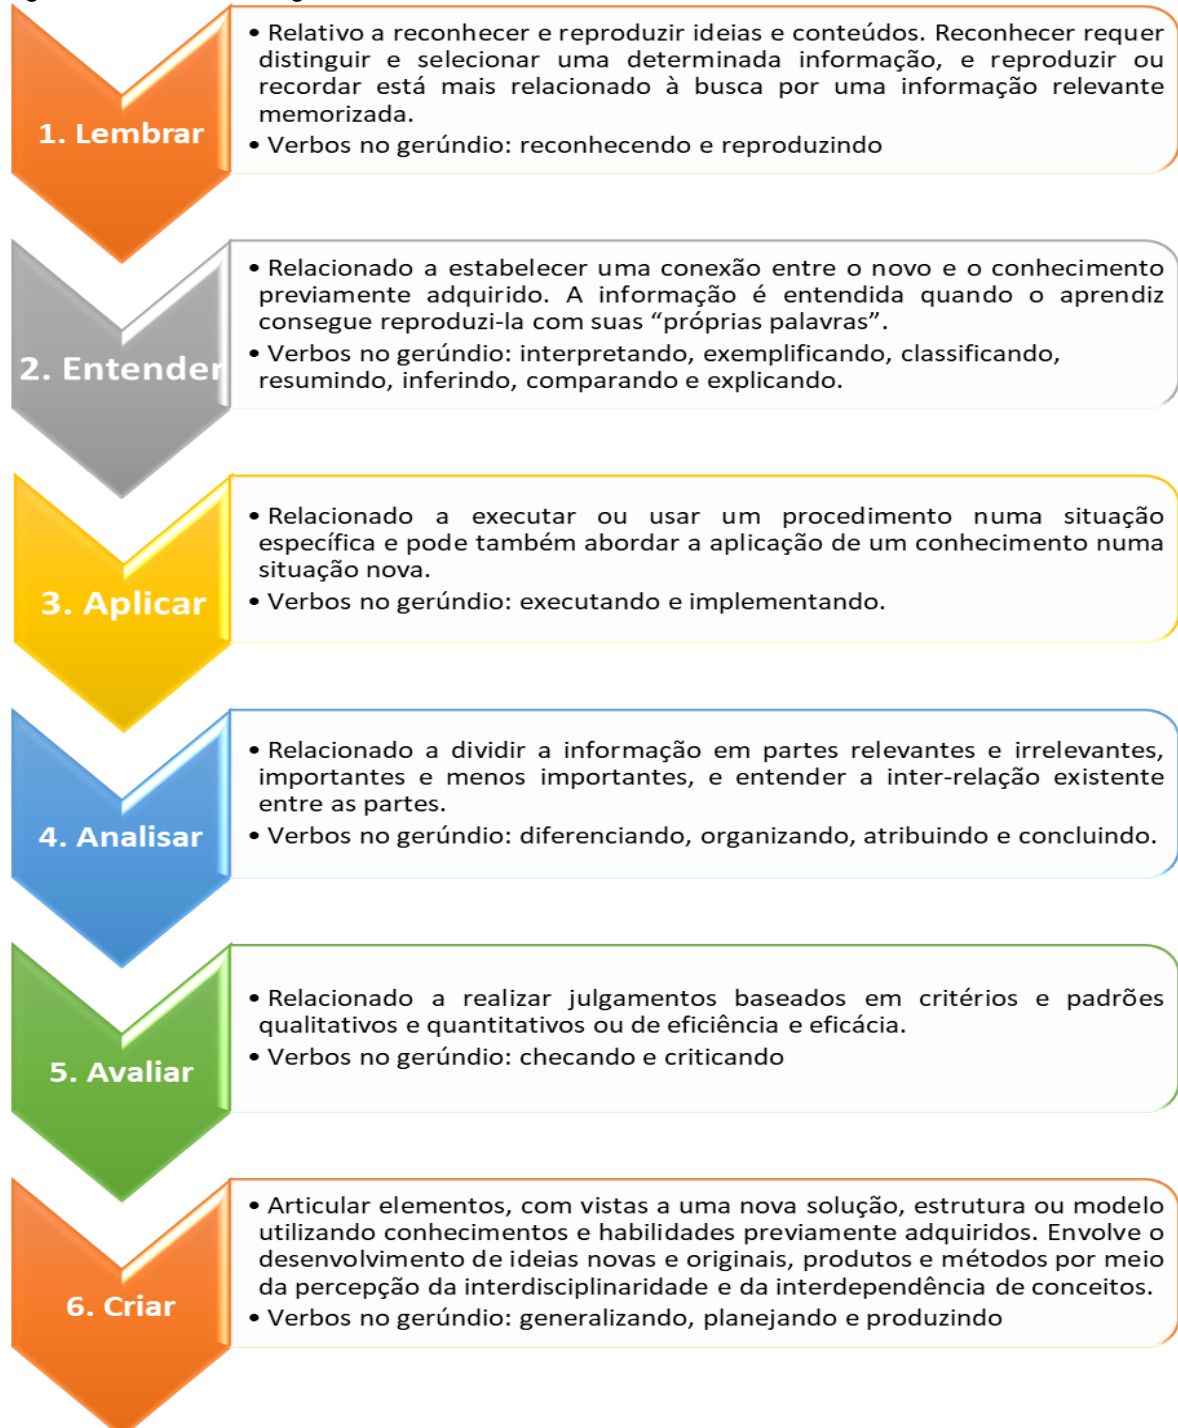 • Relativo a reconhecer e reproduzir ideias e conteúdos. Reconhecer requer
distinguir e selecionar uma determinada informação, e reproduzir ou
recordar está mais relacionado à busca por uma informação relevante
memorizada.
• Verbos no gerúndio: reconhecendo e reproduzindo
1. Lembrar
• Relacionado a estabelecer uma conexão entre o novo e o conhecimento
previamente adquirido. A informação é entendida quando o aprendiz
consegue reproduzi-la com suas “próprias palavras”.
• Verbos no gerúndio: interpretando, exemplificando, classificando,
resumindo, inferindo, comparando e explicando.
2. Entender
• Relacionado a executar ou usar um procedimento numa situação
específica e pode também abordar a aplicação de um conhecimento numa
situação nova.
• Verbos no gerúndio: executando e implementando.
3. Aplicar
• Relacionado a dividir a informação em partes relevantes e irrelevantes,
importantes e menos importantes, e entender a inter-relação existente
entre as partes.
• Verbos no gerúndio: diferenciando, organizando, atribuindo e concluindo.
4. Analisar
• Relacionado a realizar julgamentos baseados em critérios e padrões
qualitativos e quantitativos ou de eficiência e eficácia.
• Verbos no gerúndio: checando e criticando
5. Avaliar
• Articular elementos, com vistas a uma nova solução, estrutura ou modelo
utilizando conhecimentos e habilidades previamente adquiridos. Envolve o
desenvolvimento de ideias novas e originais, produtos e métodos por meio
da percepção da interdisciplinaridade e da interdependência de conceitos.
• Verbos no gerúndio: generalizando, planejando e produzindo
6. Criar